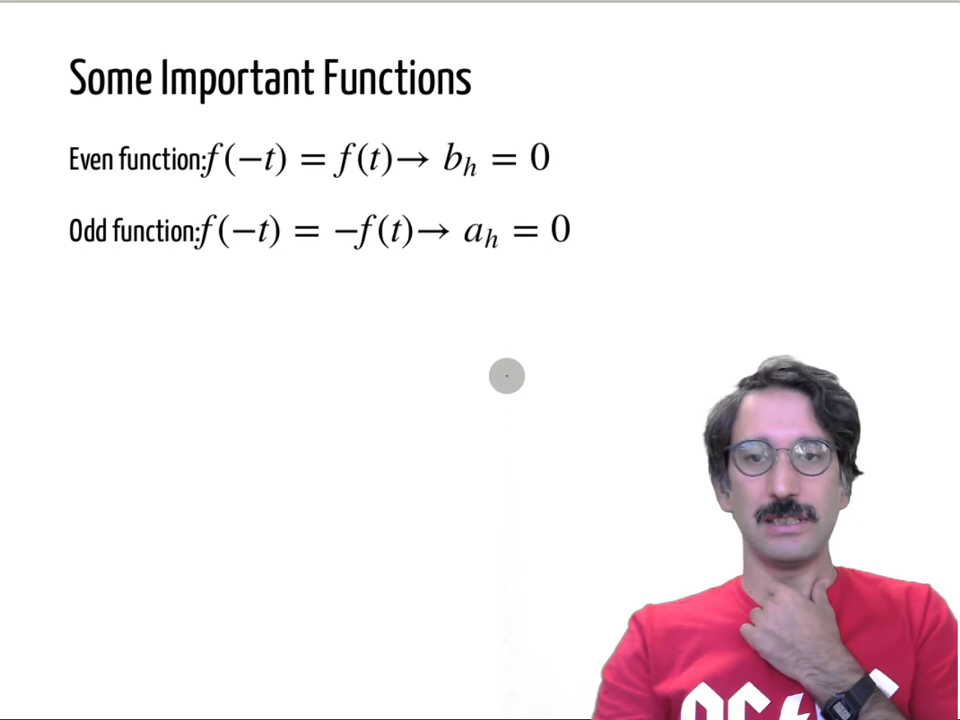 Some Important Functions
Even function: f(−t) = f(t) → b_h = 0
Odd function: f(−t) = −f(t) → a_h = 0